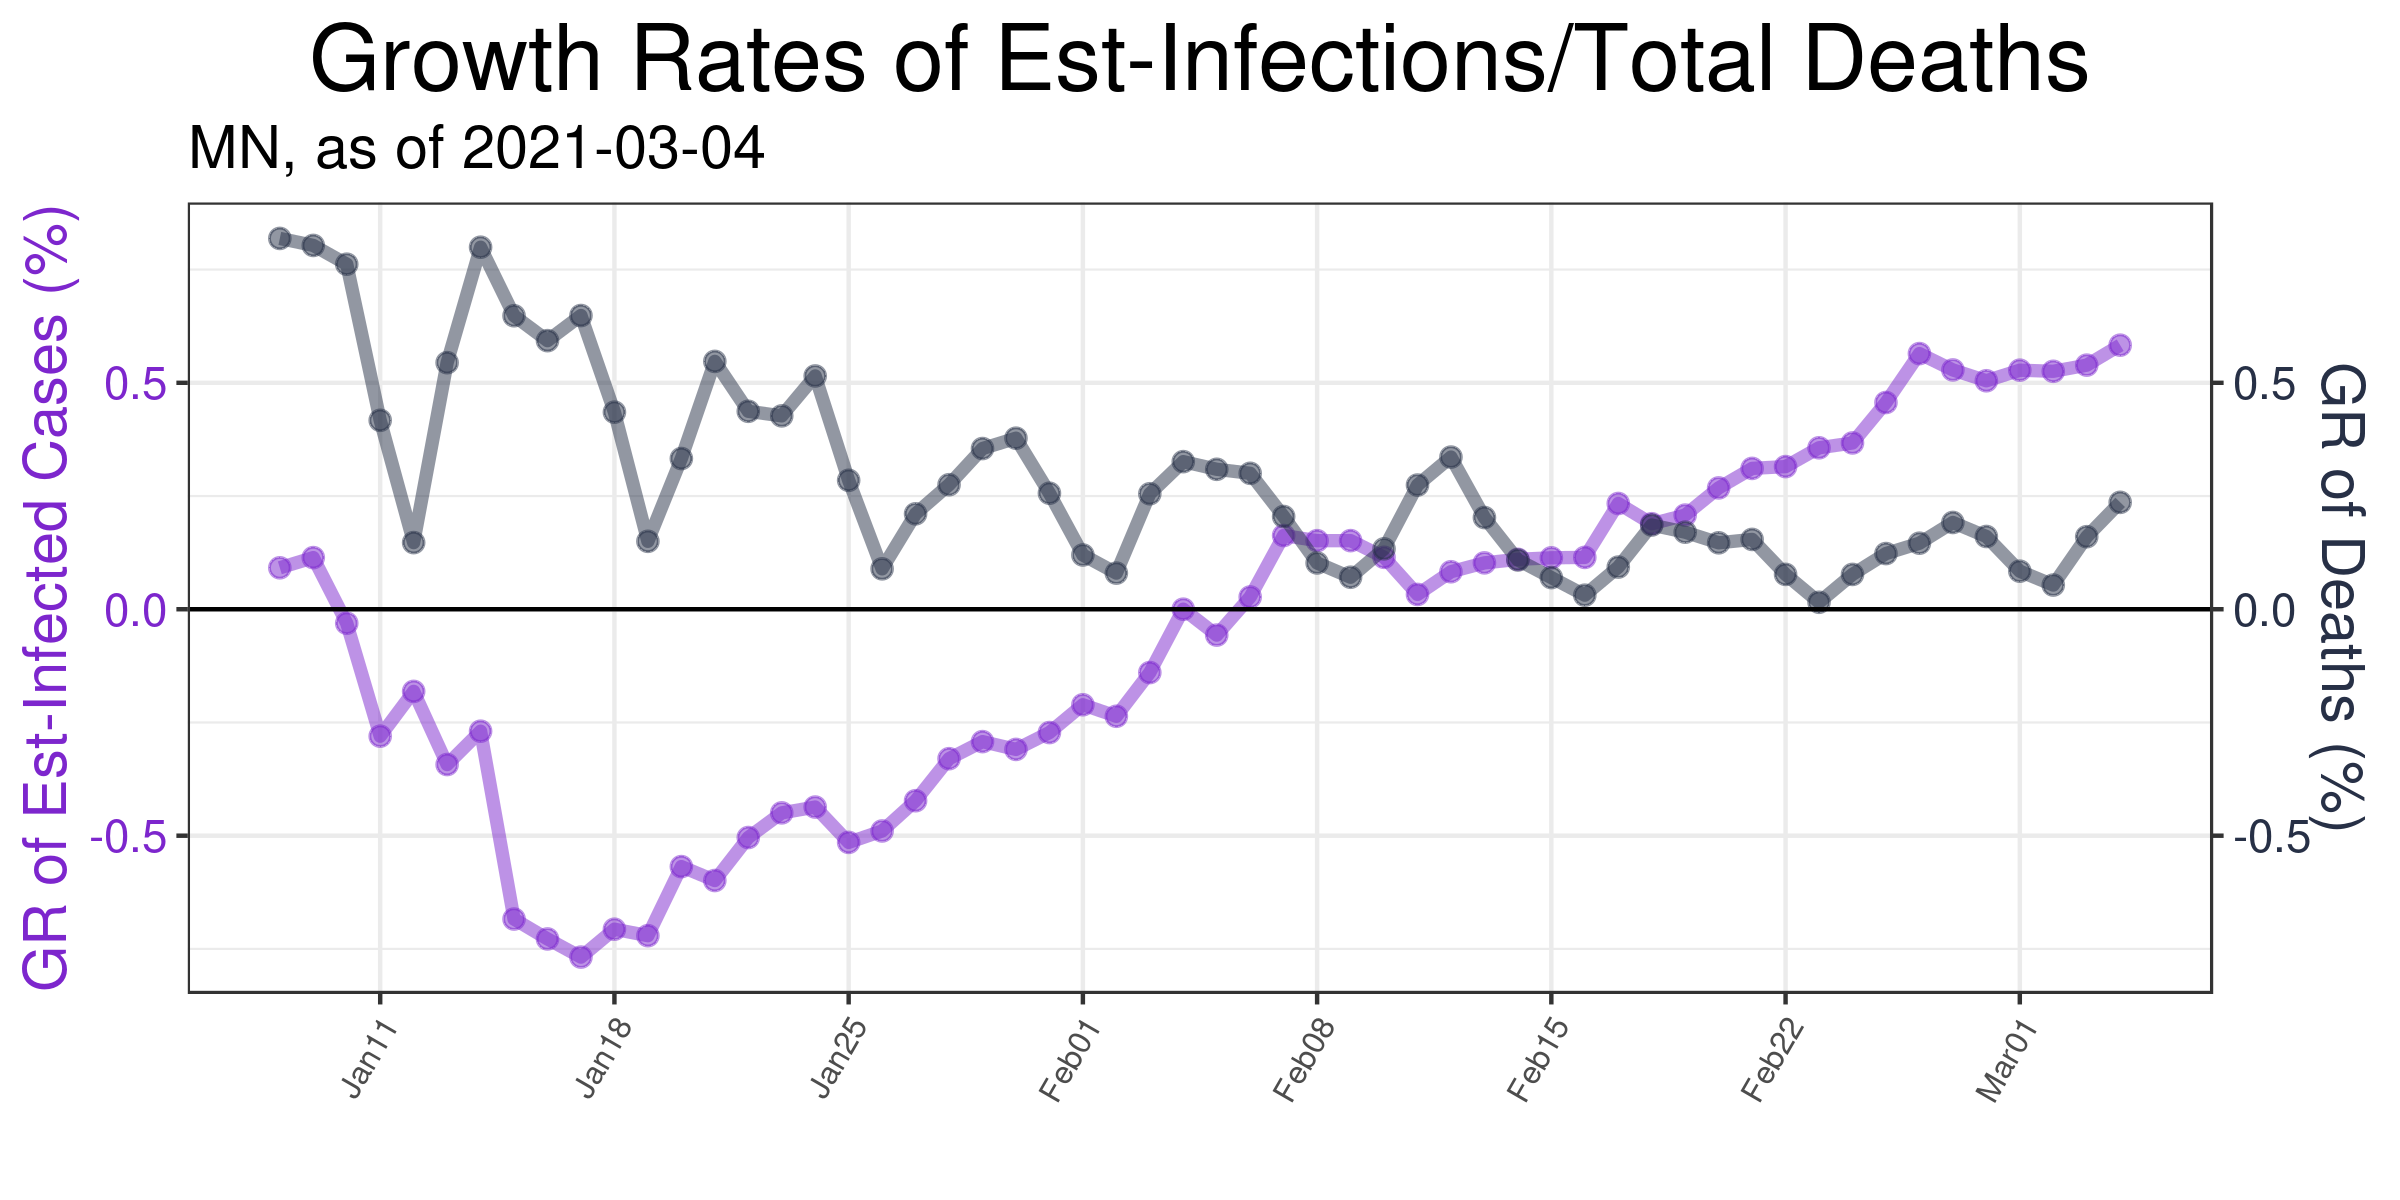 Growth Rates of Est-Infections/Total Deaths
MN, as of 2021-03-04
GR of Est-Infected Cases (%)
0.5
0.0
-0.5
0.5
0.0
-0.5
GR of Deaths (%)
Jan11
Jan18
Jan25
Feb01
Feb08
Feb15
Feb22
Mar01